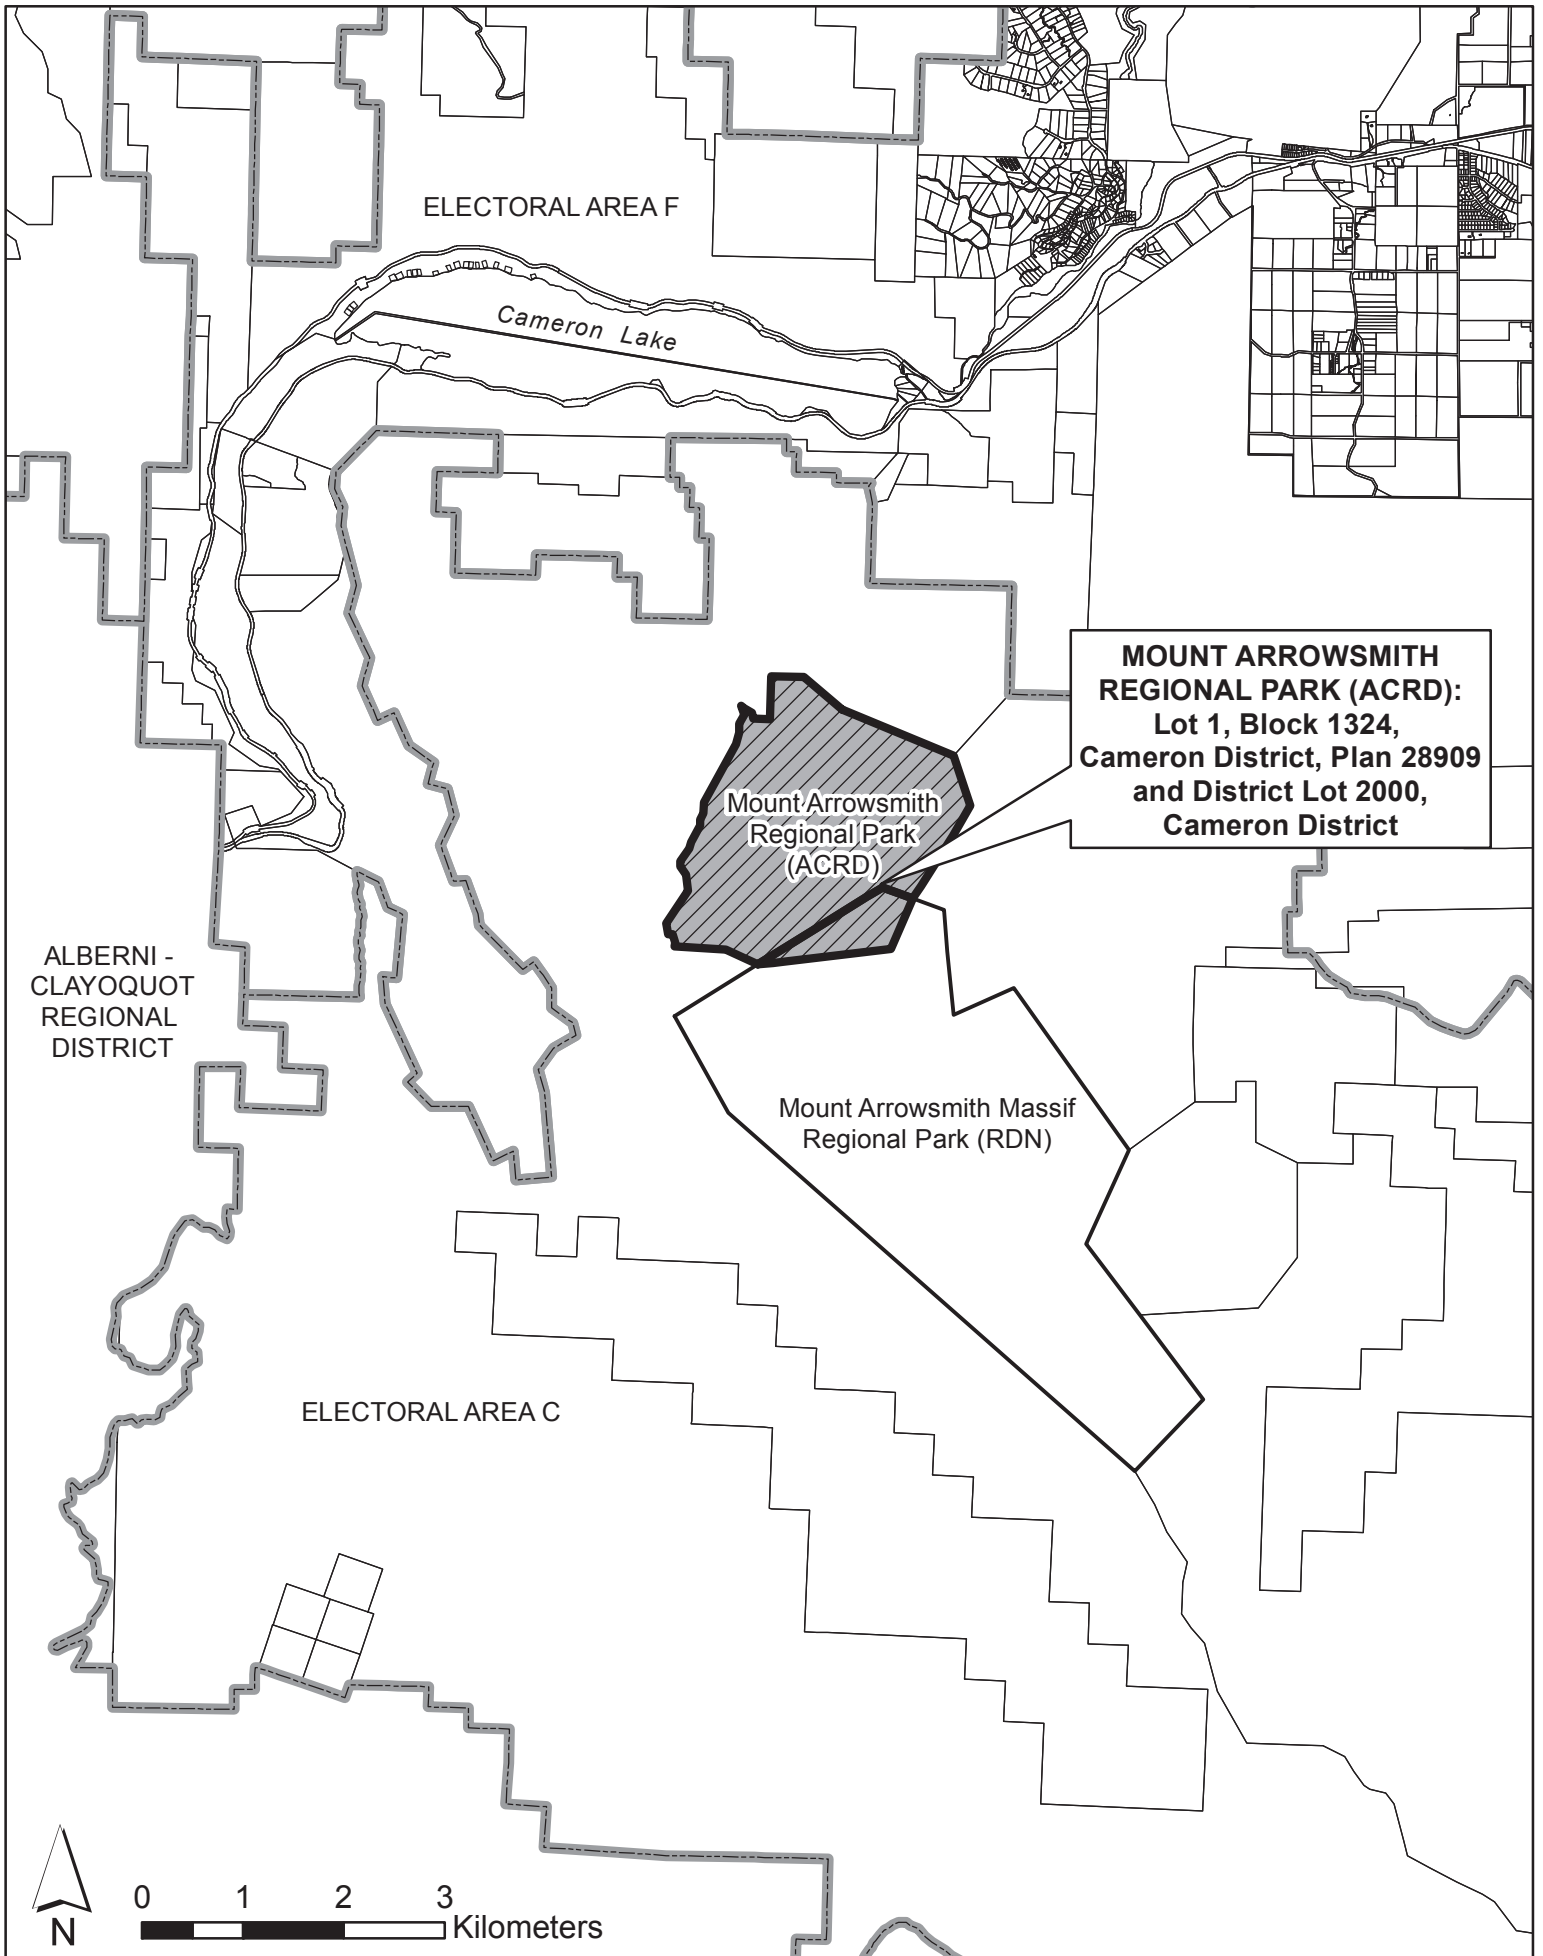 ELECTORAL AREA F
Cameron Lake
MOUNT ARROWSMITH
REGIONAL PARK (ACRD):
Lot 1, Block 1324,
Cameron District, Plan 28909
and District Lot 2000,
Cameron District
Mount Arrowsmith
Regional Park
(ACRD)
ALBERNI -
CLAYOQUOT
REGIONAL
DISTRICT
Mount Arrowsmith Massif
Regional Park (RDN)
ELECTORAL AREA C
N
0 1 2 3
Kilometers